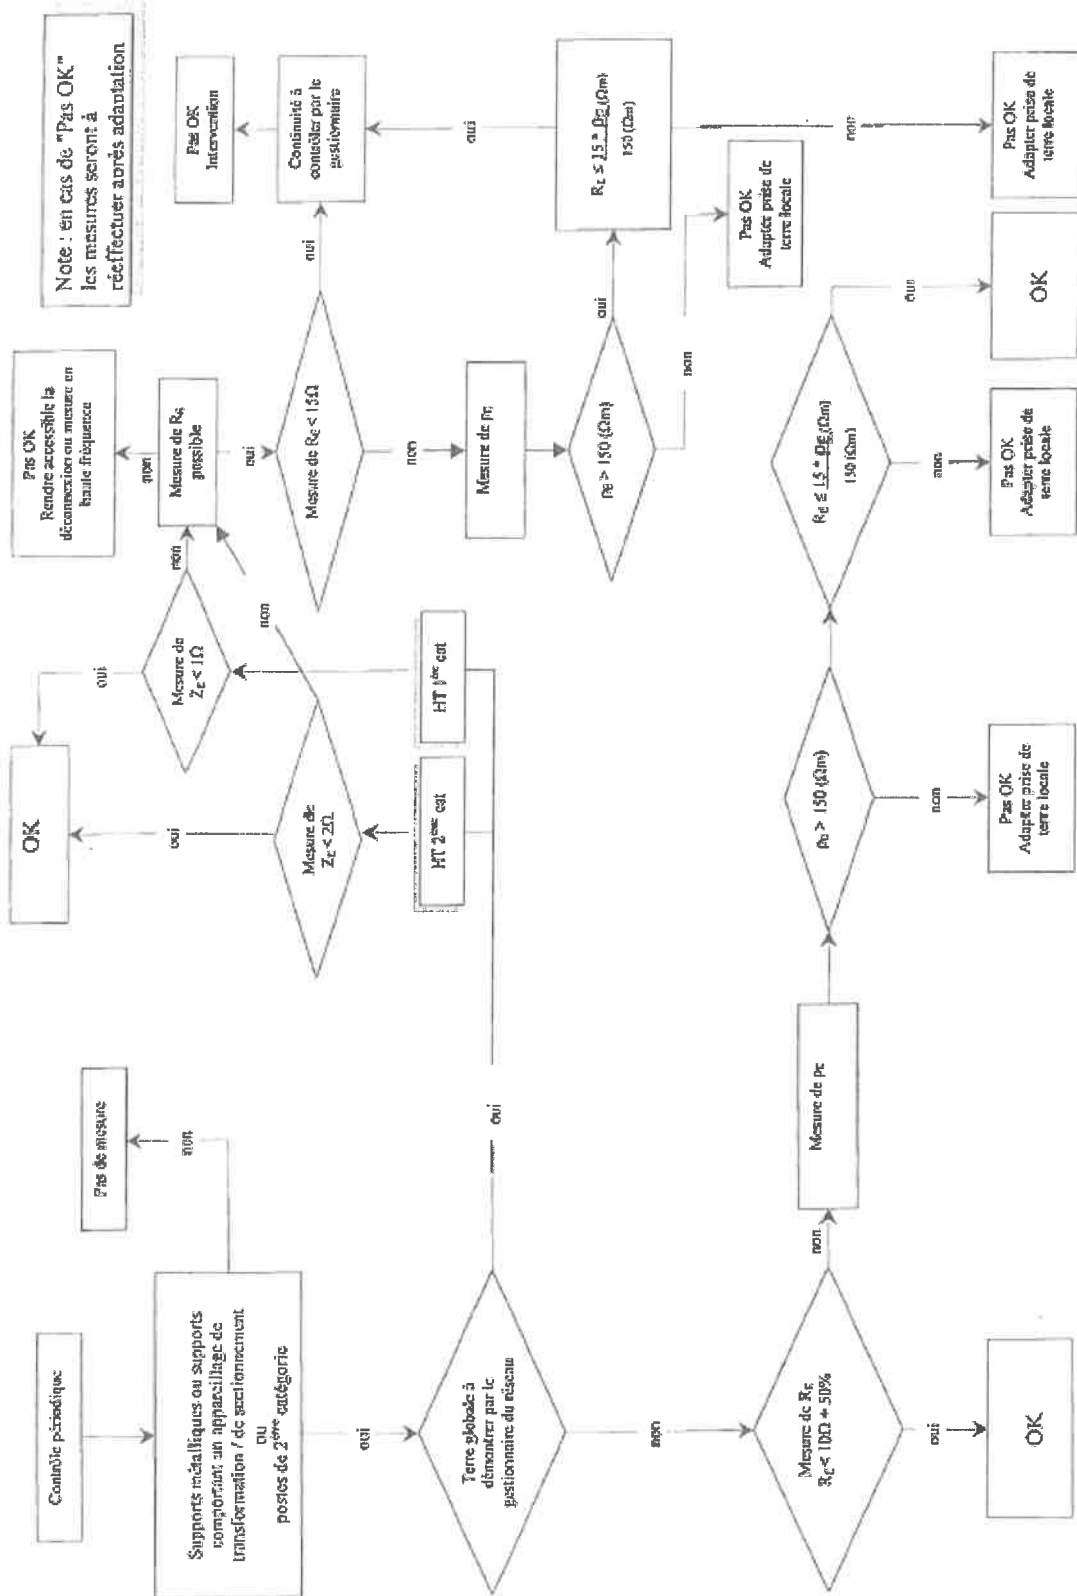 Note : en cas de "Pas OK"
les mesures seront à
réeffectuer après adaptation
Contrôle périodique
Supports métalliques ou supports
comportant un appareillage de
transformation / de sectionnement
ou
postes de 2ème catégorie
non
Pas de mesure
oui
Terre globale à
démontrer par le
gestionnaire du réseau
oui
HT 2ème cat
HT 1ère cat
Mesure de
ZE < 2Ω
oui
non
Mesure de
ZE < 1Ω
oui
non
OK
Mesure de RE
possible
non
Pas OK
Rendre accessible la
déconnexion ou mesure en
haute fréquence
oui
Mesure de RE < 15Ω
oui
Continuité à
contrôler par le
gestionnaire
Pas OK
Intervention
non
Mesure de ρE
ρE > 150 (Ωm)
oui
RE ≤ 15 * ρE (Ωm)
150 (Ωm)
oui
non
Pas OK
Adapter prise de
terre locale
non
Pas OK
Adapter prise de
terre locale
non
Mesure de RE
RE < 10Ω + 50%
oui
OK
non
Mesure de ρE
ρE > 150 (Ωm)
non
Pas OK
Adapter prise de
terre locale
RE ≤ 15 * ρE (Ωm)
150 (Ωm)
non
Pas OK
Adapter prise de
terre locale
oui
OK